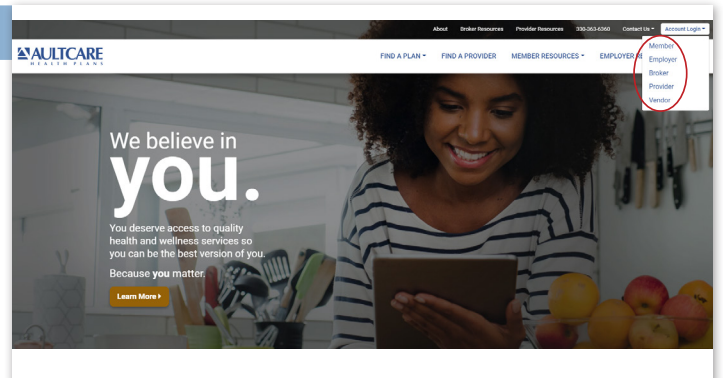 About Broker Resources Provider Resources 330-363-6360 Contact Us Account Login
AULTCARE
HEALTH PLANS
FIND A PLAN FIND A PROVIDER MEMBER RESOURCES EMPLOYER RE
Member
Employer
Broker
Provider
Vendor
We believe in
you.
You deserve access to quality
health and wellness services so
you can be the best version of you.
Because you matter.
Learn More